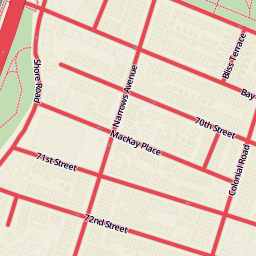 Bliss Terrace
Shore Road
Narrows Avenue
Bay
70th Street
MacKay Place
71st Street
Colonial Road
72nd Street